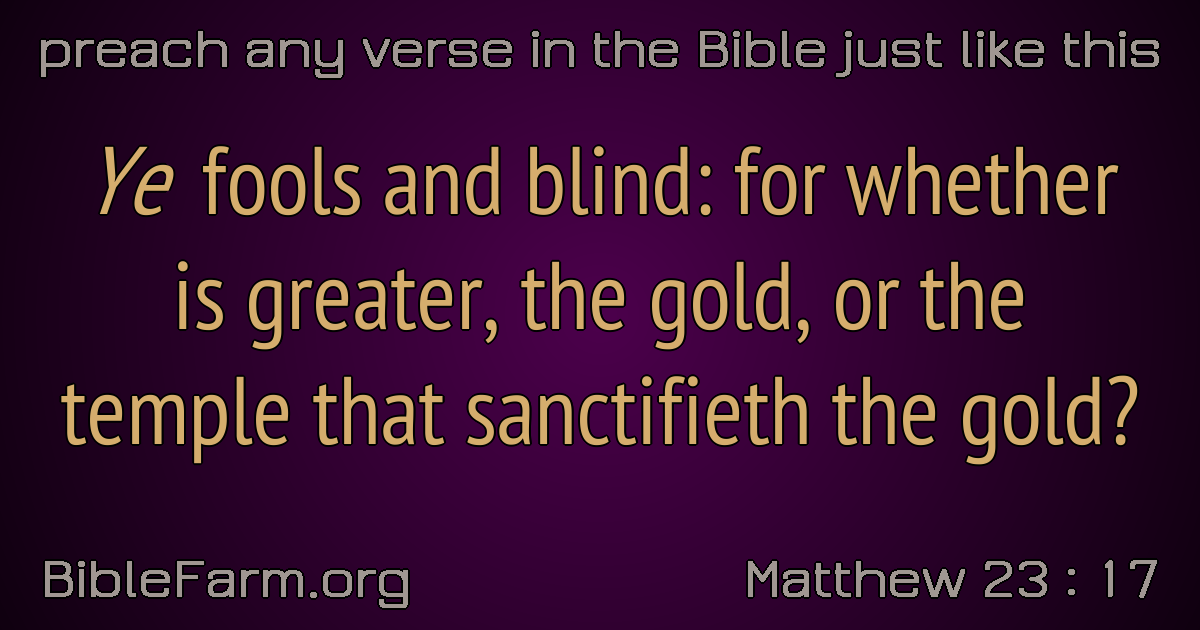 preach any verse in the Bible just like this
Ye fools and blind: for whether
is greater, the gold, or the
temple that sanctifieth the gold?
BibleFarm.org
Matthew 23 : 17